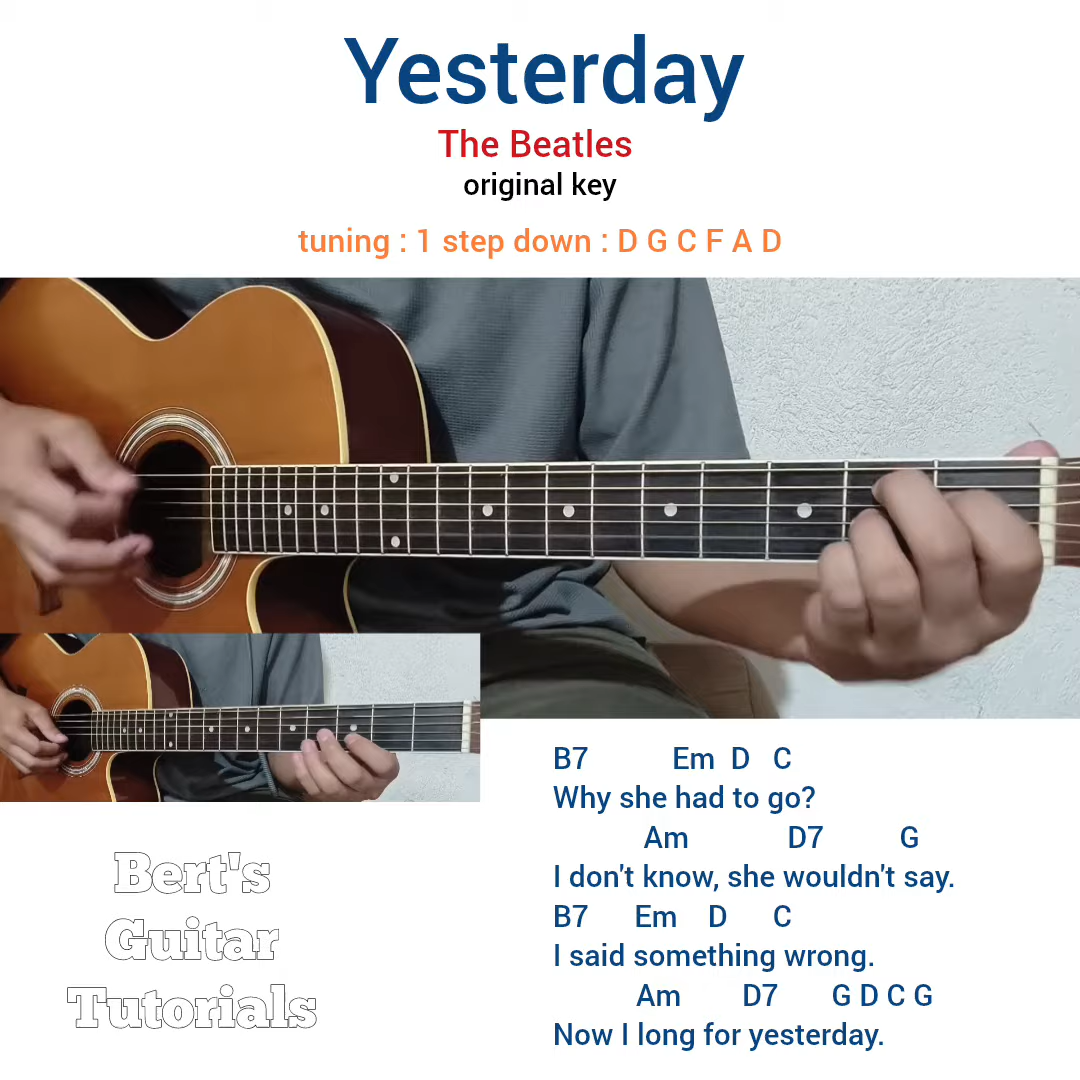 Yesterday
The Beatles
original key
tuning : 1 step down : D G C F A D
B7 Em D C
Why she had to go?
Am D7 G
I don't know, she wouldn't say.
B7 Em D C
I said something wrong.
Am D7 G D C G
Now I long for yesterday.
Bert's
Guitar
Tutorials